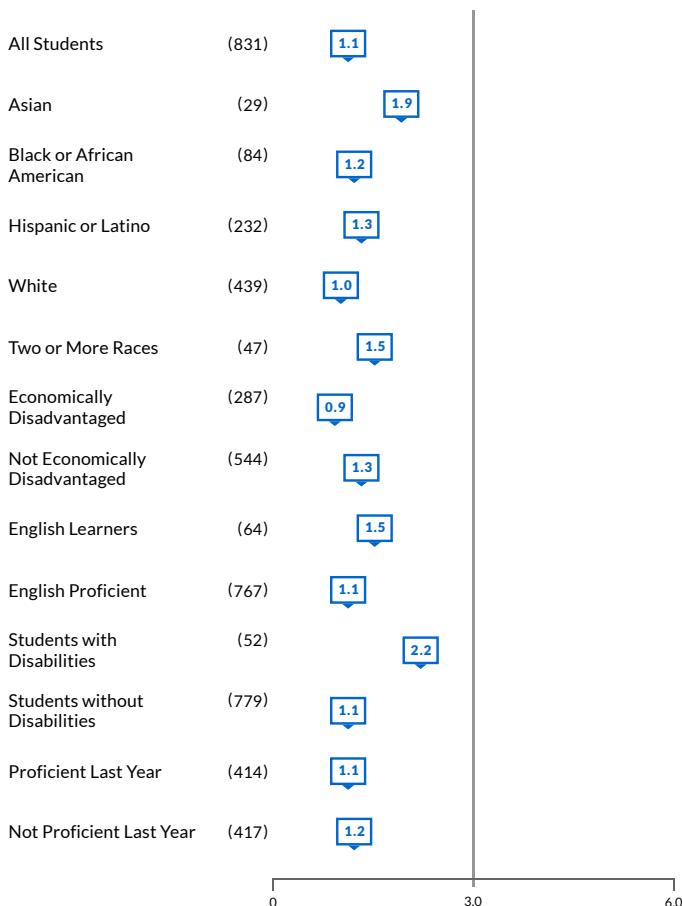 All Students (831) 1.1
Asian (29) 1.9
Black or African (84)
American 1.2
Hispanic or Latino (232) 1.3
White (439) 1.0
Two or More Races (47) 1.5
Economically (287)
Disadvantaged 0.9
Not Economically (544)
Disadvantaged 1.3
English Learners (64) 1.5
English Proficient (767) 1.1
Students with (52)
Disabilities 2.2
Students without (779)
Disabilities 1.1
Proficient Last Year (414) 1.1
Not Proficient Last Year (417) 1.2
0 3.0 6.0